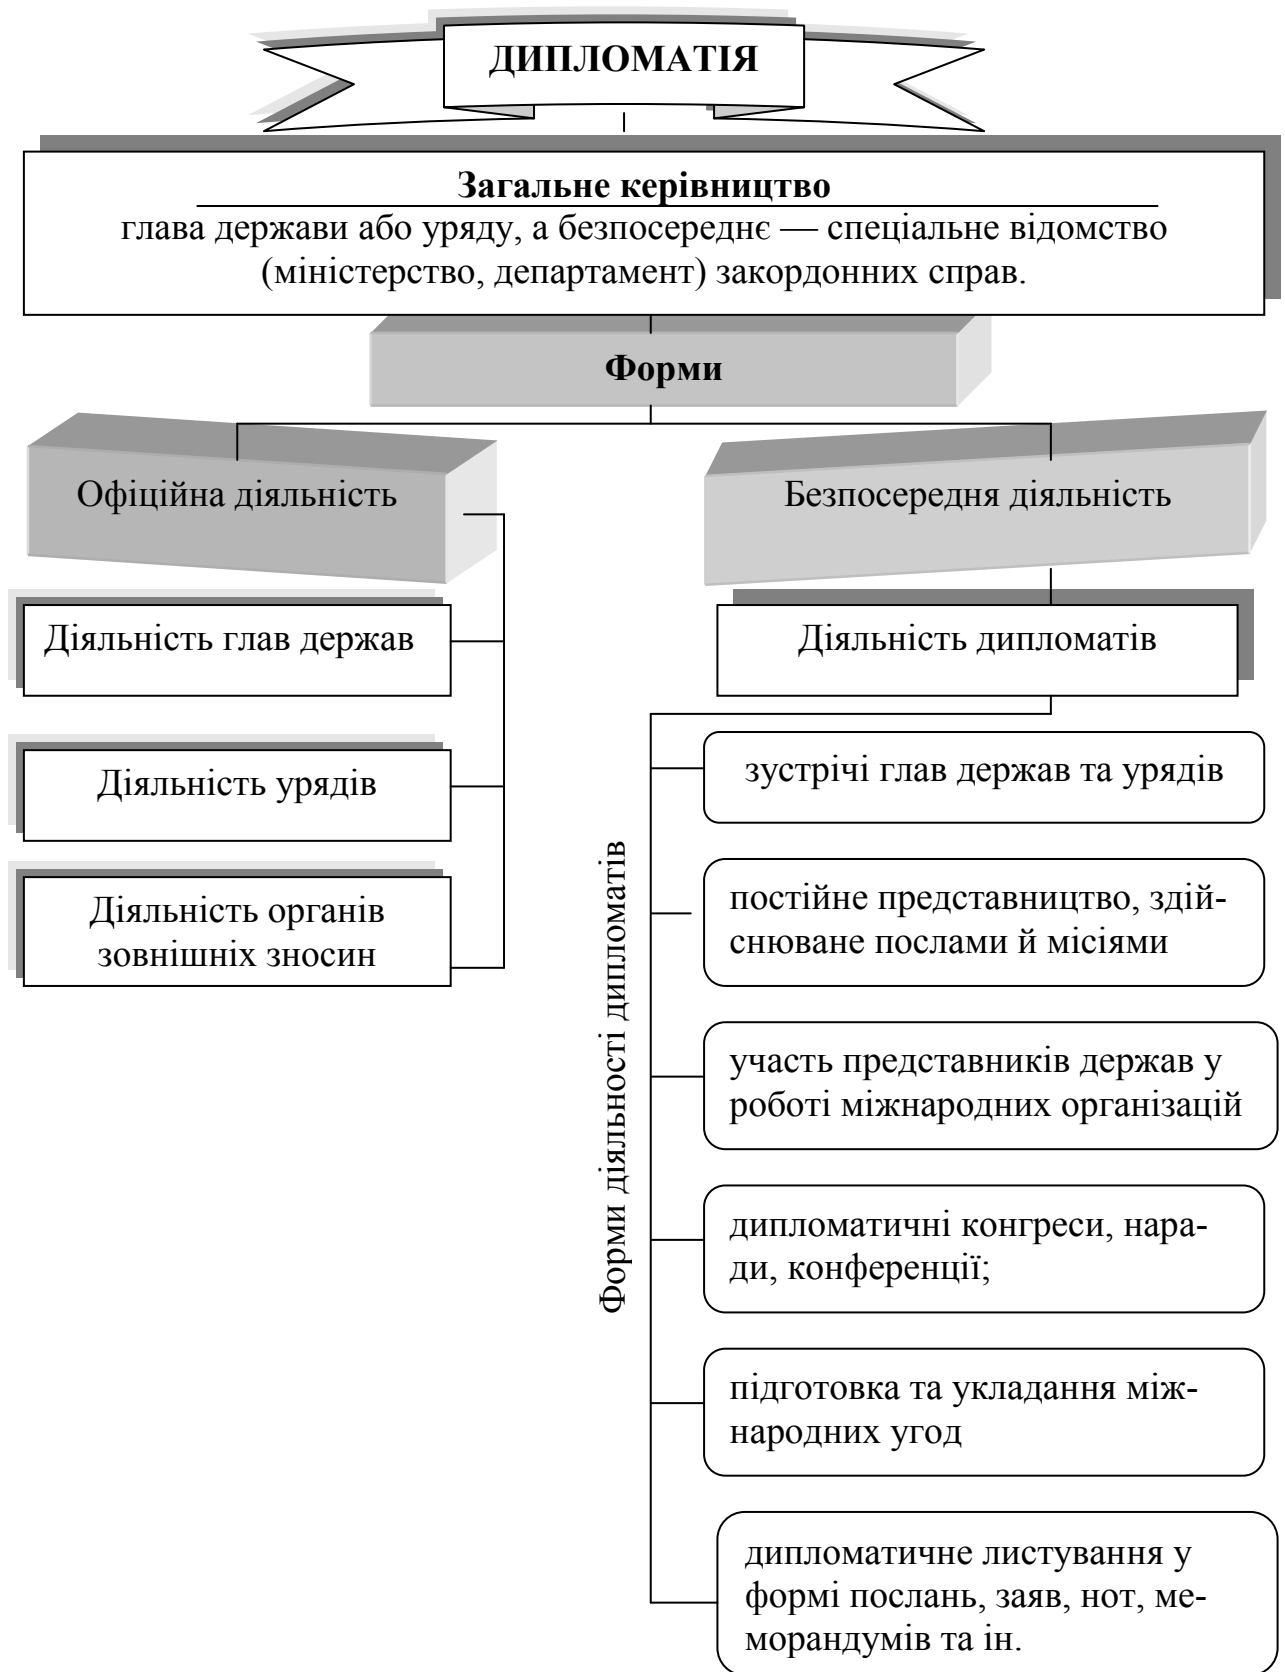 ДИПЛОМАТІЯ
Загальне керівництво
глава держави або уряду, а безпосереднє — спеціальне відомство
(міністерство, департамент) закордонних справ.
Форми
Офіційна діяльність
Безпосередня діяльність
Діяльність глав держав
Діяльність урядів
Діяльність органів
зовнішніх зносин
Діяльність дипломатів
Форми діяльності дипломатів
зустрічі глав держав та урядів
постійне представництво, здій-
снюване послами й місіями
участь представників держав у
роботі міжнародних організацій
дипломатичні конгреси, нара-
ди, конференції;
підготовка та укладання між-
народних угод
дипломатичне листування у
формі послань, заяв, нот, ме-
морандумів та ін.